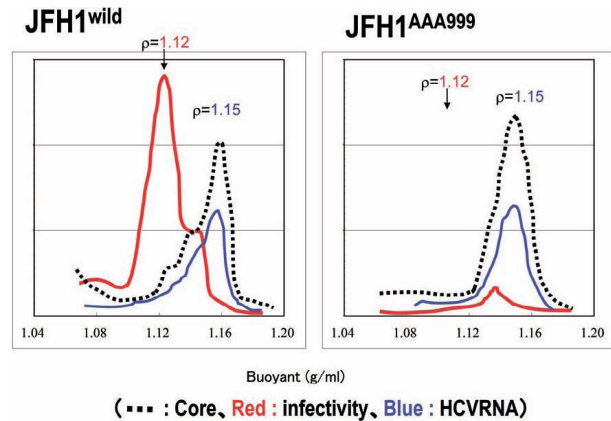 JFH1wild
JFH1AAA999
ρ=1.12
ρ=1.15
ρ=1.12
ρ=1.15
1.04 1.08 1.12 1.16 1.20
1.04 1.08 1.12 1.16 1.20
Buoyant (g/ml)
( : Core、Red : infectivity、Blue : HCVRNA)